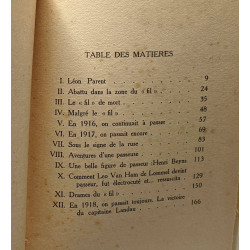 TABLE DES MATIERES
I. Léon Parent 9
II. Abattu dans la zone du « fil » 24
III. Le « fil » de mort 35
IV. Malgré le « fil » 48
V. En 1916, on continuait à passer 57
VI. En 1917, on passait encore 69
VII. Sous le signe de la ruse 83
VIII. Aventures d'une passeuse 101
IX. Une belle figure de passeur : Henri Beyns 113
X. Comment Leo Van Ham de Lommel devint
passeur, fut électrocuté et... ressuscita 129
XI. Drames du « fil » 150
XII. En 1918, on passait toujours. La victoire
du capitaine Landau 166